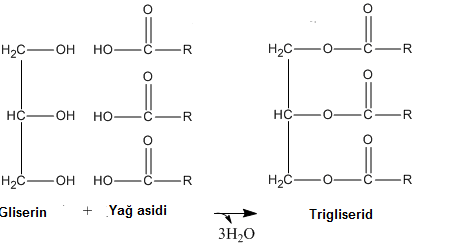 O O
H₂C OH HO C R H₂C O C R
O O
HC OH HO C R HC O C R
O O
H₂C OH HO C R H₂C O C R
Gliserin + Yağ asidi Trigliserid
3H₂O